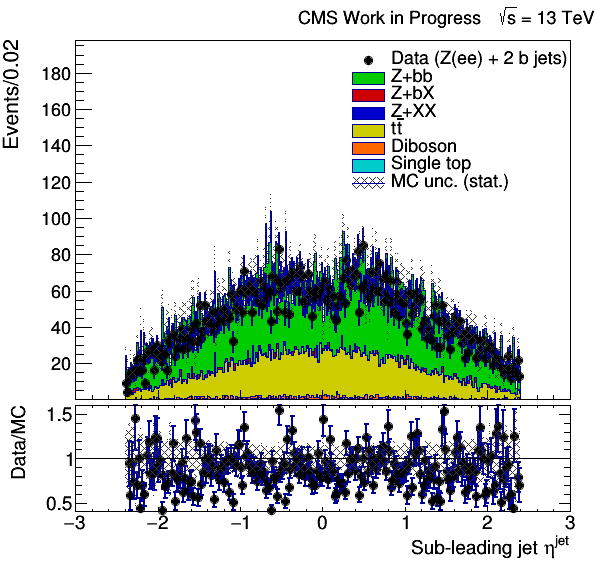 CMS Work in Progress √s = 13 TeV
Events/0.02
180
160
140
120
100
80
60
40
20
Data (Z(ee) + 2 b jets)
Z+bb
Z+bX
Z+XX
tt̄
Diboson
Single top
MC unc. (stat.)
Data/MC
1.5
1
0.5
−3 −2 −1 0 1 2 3
Sub-leading jet η^jet